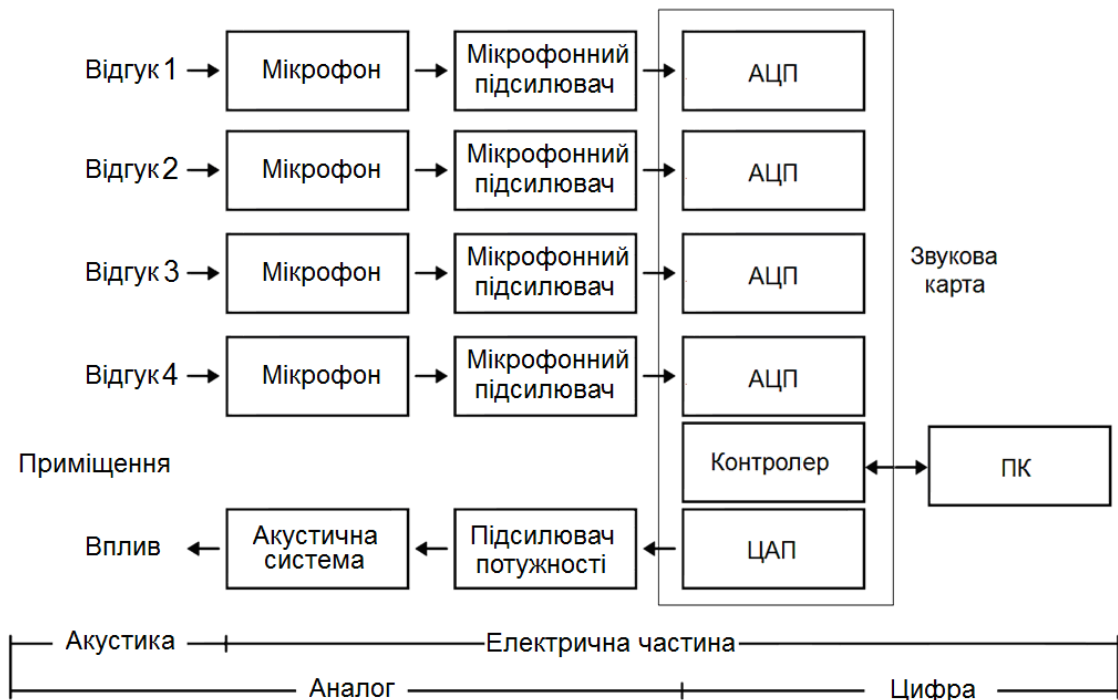 Відгук 1
Мікрофон
Мікрофонний
підсилювач
АЦП
Відгук 2
Мікрофон
Мікрофонний
підсилювач
АЦП
Відгук 3
Мікрофон
Мікрофонний
підсилювач
АЦП
Звукова
карта
Відгук 4
Мікрофон
Мікрофонний
підсилювач
АЦП
Приміщення
Контролер
ПК
Вплив
Акустична
система
Підсилювач
потужності
ЦАП
Акустика
Електрична частина
Аналог
Цифра